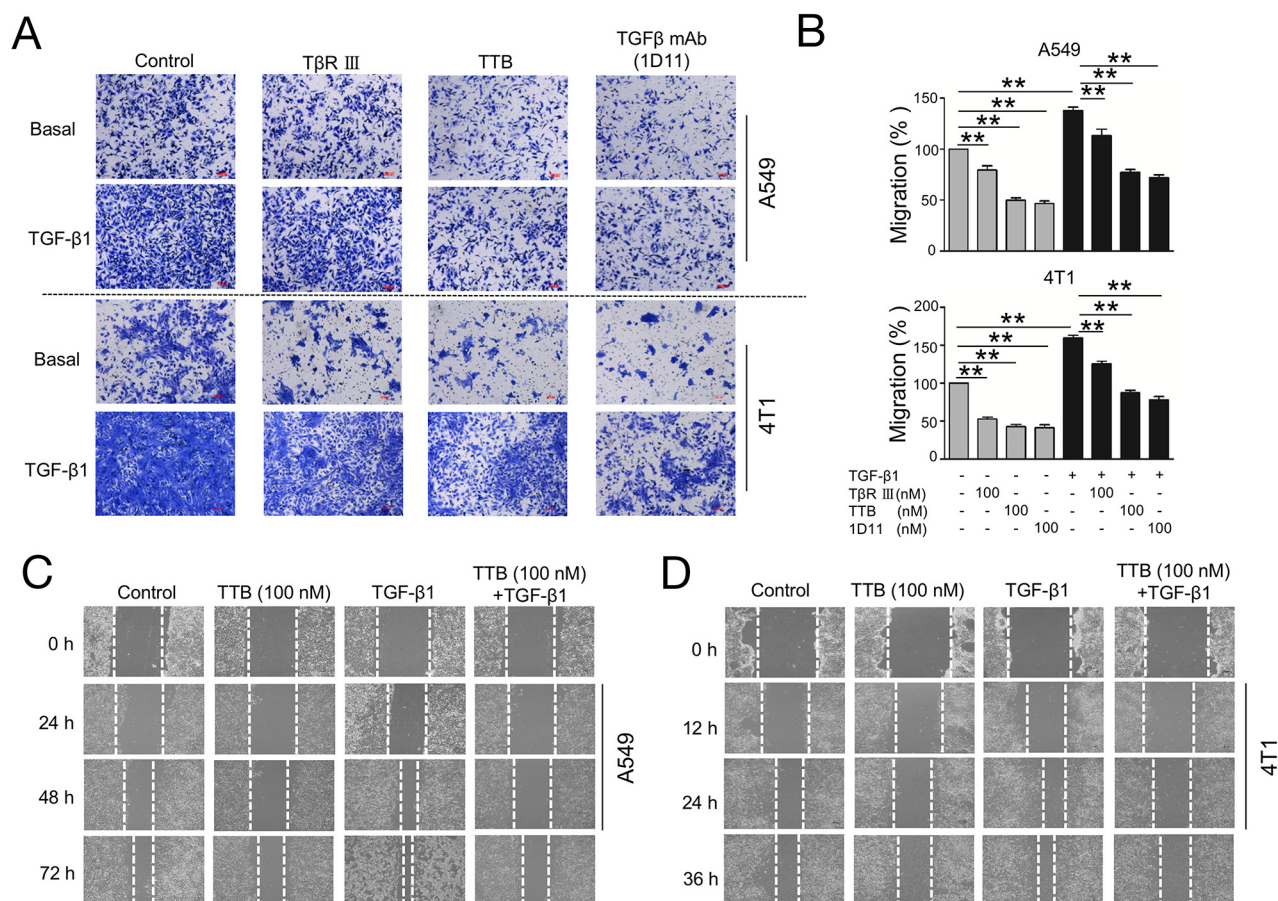 A
Control
TβR Ⅲ
TTB
TGFβ mAb
(1D11)
Basal
TGF-β1
A549
Basal
TGF-β1
4T1
B
A549
Migration (%)
150
100
50
0
** ** ** **
** ** **
4T1
Migration (%)
200
150
100
50
0
** ** ** **
** ** **
TGF-β1 - - - - + + + +
TβR Ⅲ (nM) - 100 - - - 100 - -
TTB (nM) - - 100 - - - 100 -
1D11 (nM) - - - 100 - - - 100
C
Control
TTB (100 nM)
TGF-β1
TTB (100 nM)
+TGF-β1
0 h
24 h
48 h
72 h
A549
D
Control
TTB (100 nM)
TGF-β1
TTB (100 nM)
+TGF-β1
0 h
12 h
24 h
36 h
4T1